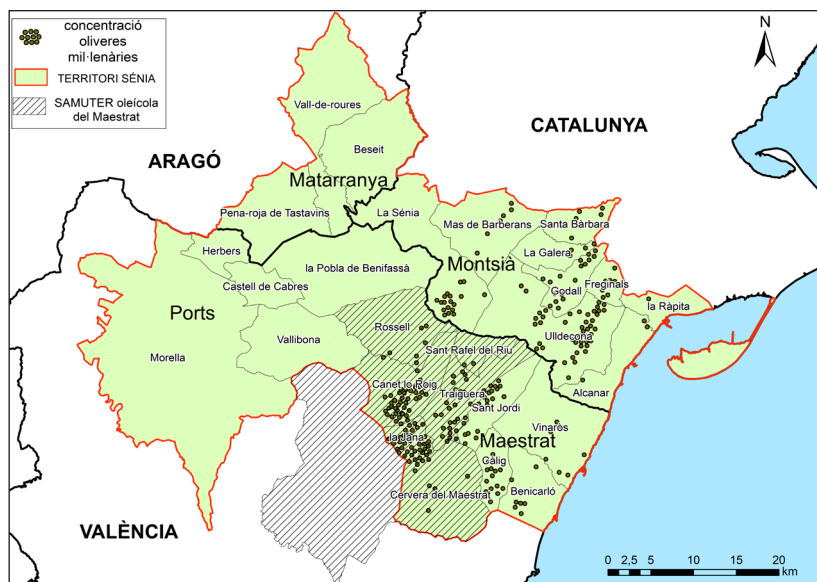 concentració
oliveres
mil·lenàries
TERRITORI SÉNIA
SAMUTER oleícola
del Maestrat
N
Vall-de-roures
CATALUNYA
Beseit
ARAGÓ
Matarranya
Pena-roja de Tastavins
La Sénia
Mas de Barberans
Santa Bàrbara
Herbers
La Galera
la Pobla de Benifassà
Montsià
Castell de Cabres
Godall
Freginals
la Ràpita
Ports
Rossell
Ulldecona
Vallibona
Sant Rafel del Riu
Morella
Canet lo Roig
Traiguera
Alcanar
Sant Jordi
Vinaròs
la Jana
Maestrat
Càlig
Cervera del Maestrat
Benicarló
VALÈNCIA
0 2,5 5 10 15 20
km